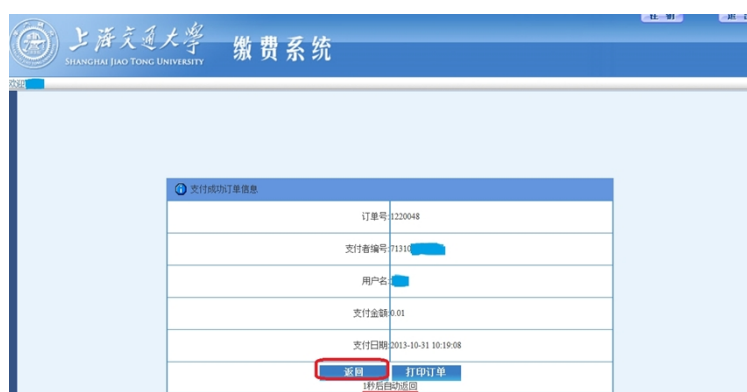 上海交通大学
SHANGHAI JIAO TONG UNIVERSITY
缴费系统
欢迎
支付成功订单信息
订单号:1220048
支付者编号:71310
用户名:
支付金额:0.01
支付日期:2013-10-31 10:19:08
返回 打印订单
1秒后自动返回